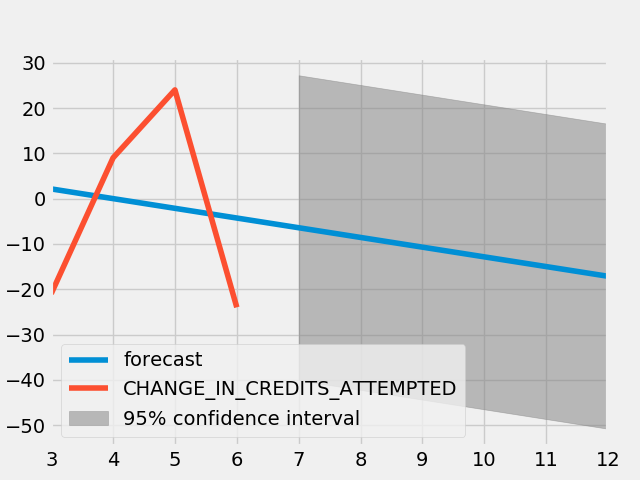 30
20
10
0
−10
−20
−30
−40
−50
forecast
CHANGE_IN_CREDITS_ATTEMPTED
95% confidence interval
3 4 5 6 7 8 9 10 11 12